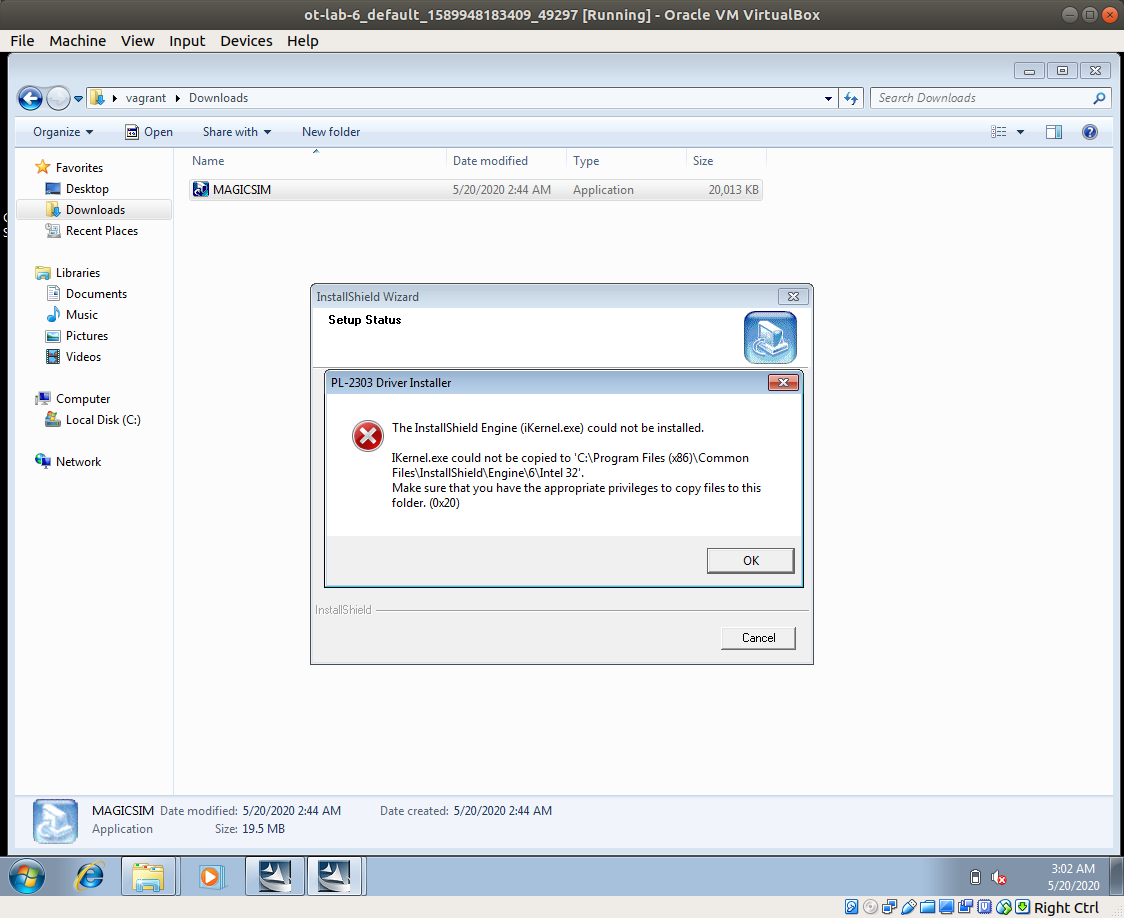 ot-lab-6_default_1589948183409_49297 [Running] - Oracle VM VirtualBox
File Machine View Input Devices Help
vagrant Downloads
Search Downloads
Organize Open Share with New folder
Name Date modified Type Size
MAGICSIM 5/20/2020 2:44 AM Application 20,013 KB
Favorites
Desktop
Downloads
Recent Places
Libraries
Documents
Music
Pictures
Videos
Computer
Local Disk (C:)
Network
InstallShield Wizard
Setup Status
PL-2303 Driver Installer
The InstallShield Engine (iKernel.exe) could not be installed.
IKernel.exe could not be copied to 'C:\Program Files (x86)\Common
Files\InstallShield\Engine\6\Intel 32'.
Make sure that you have the appropriate privileges to copy files to this
folder. (0x20)
OK
InstallShield
Cancel
MAGICSIM Date modified: 5/20/2020 2:44 AM Date created: 5/20/2020 2:44 AM
Application Size: 19.5 MB
3:02 AM
5/20/2020
Right Ctrl